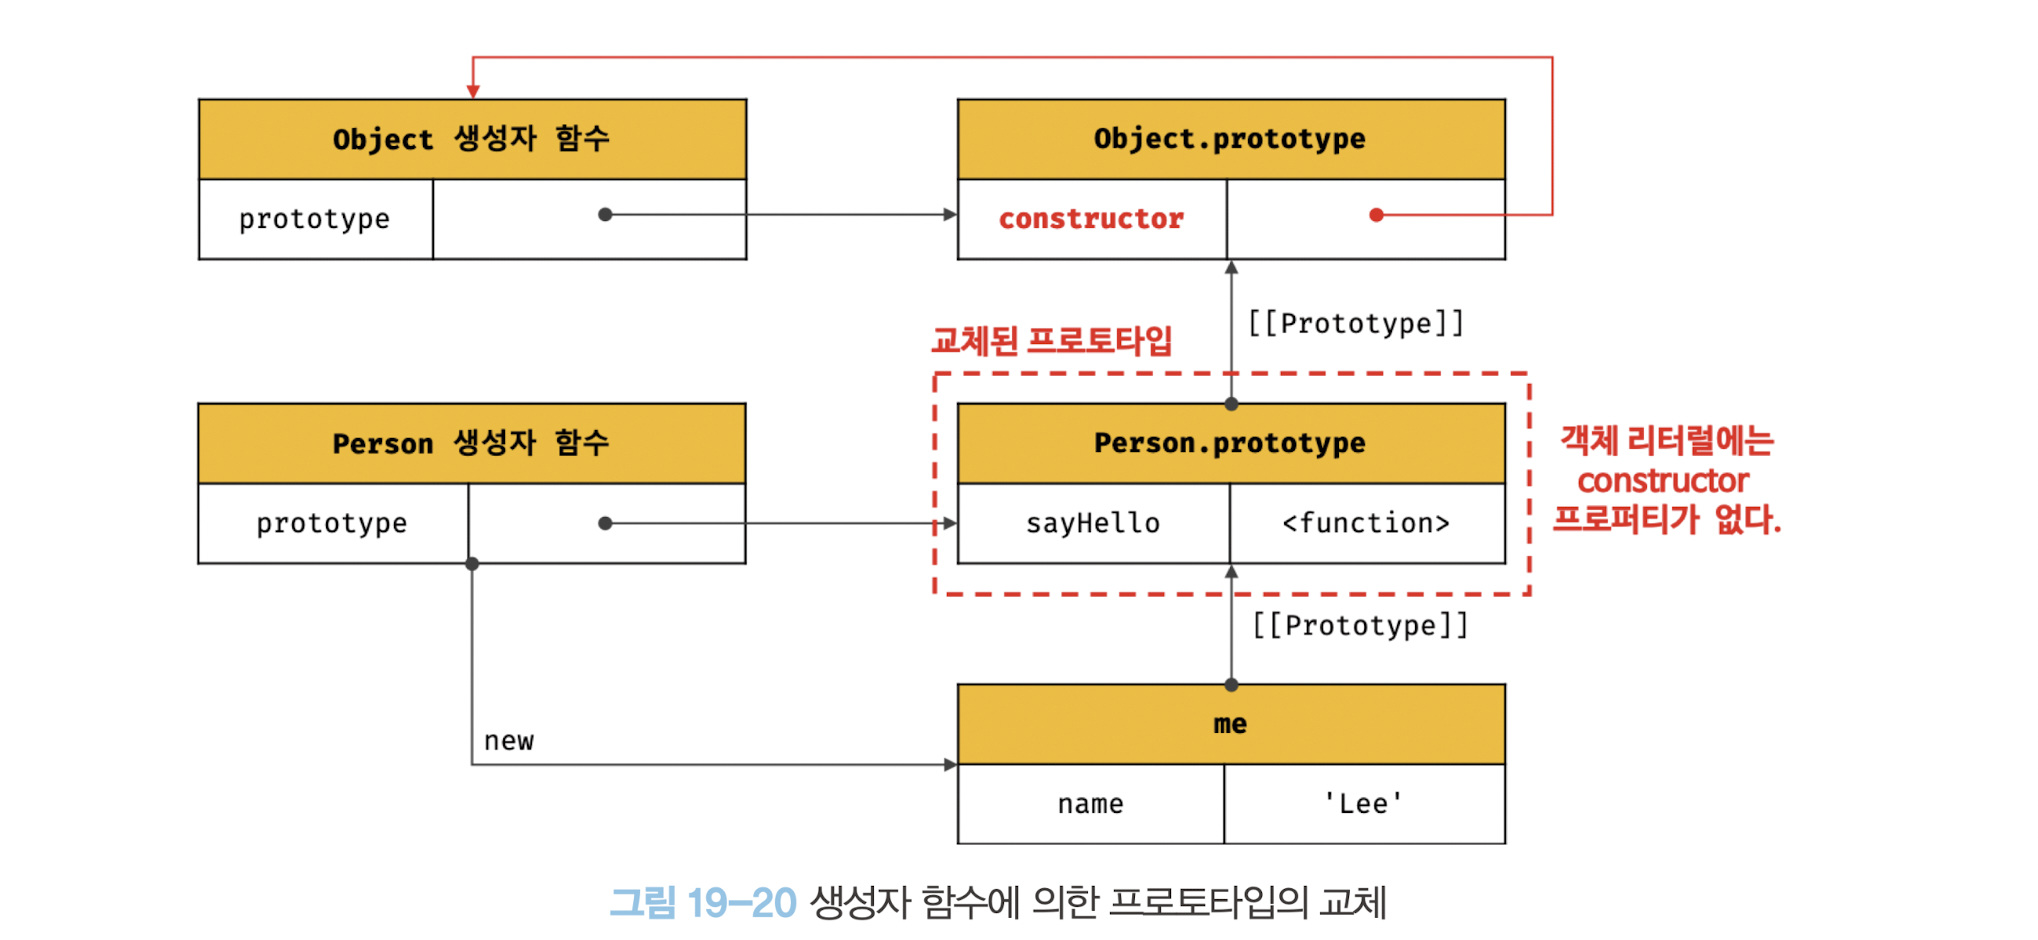 Object 생성자 함수
Object.prototype
prototype
constructor
[[Prototype]]
교체된 프로토타입
Person 생성자 함수
Person.prototype
객체 리터럴에는
constructor
프로퍼티가 없다.
prototype
sayHello
<function>
[[Prototype]]
new
me
name
'Lee'
그림 19-20 생성자 함수에 의한 프로토타입의 교체